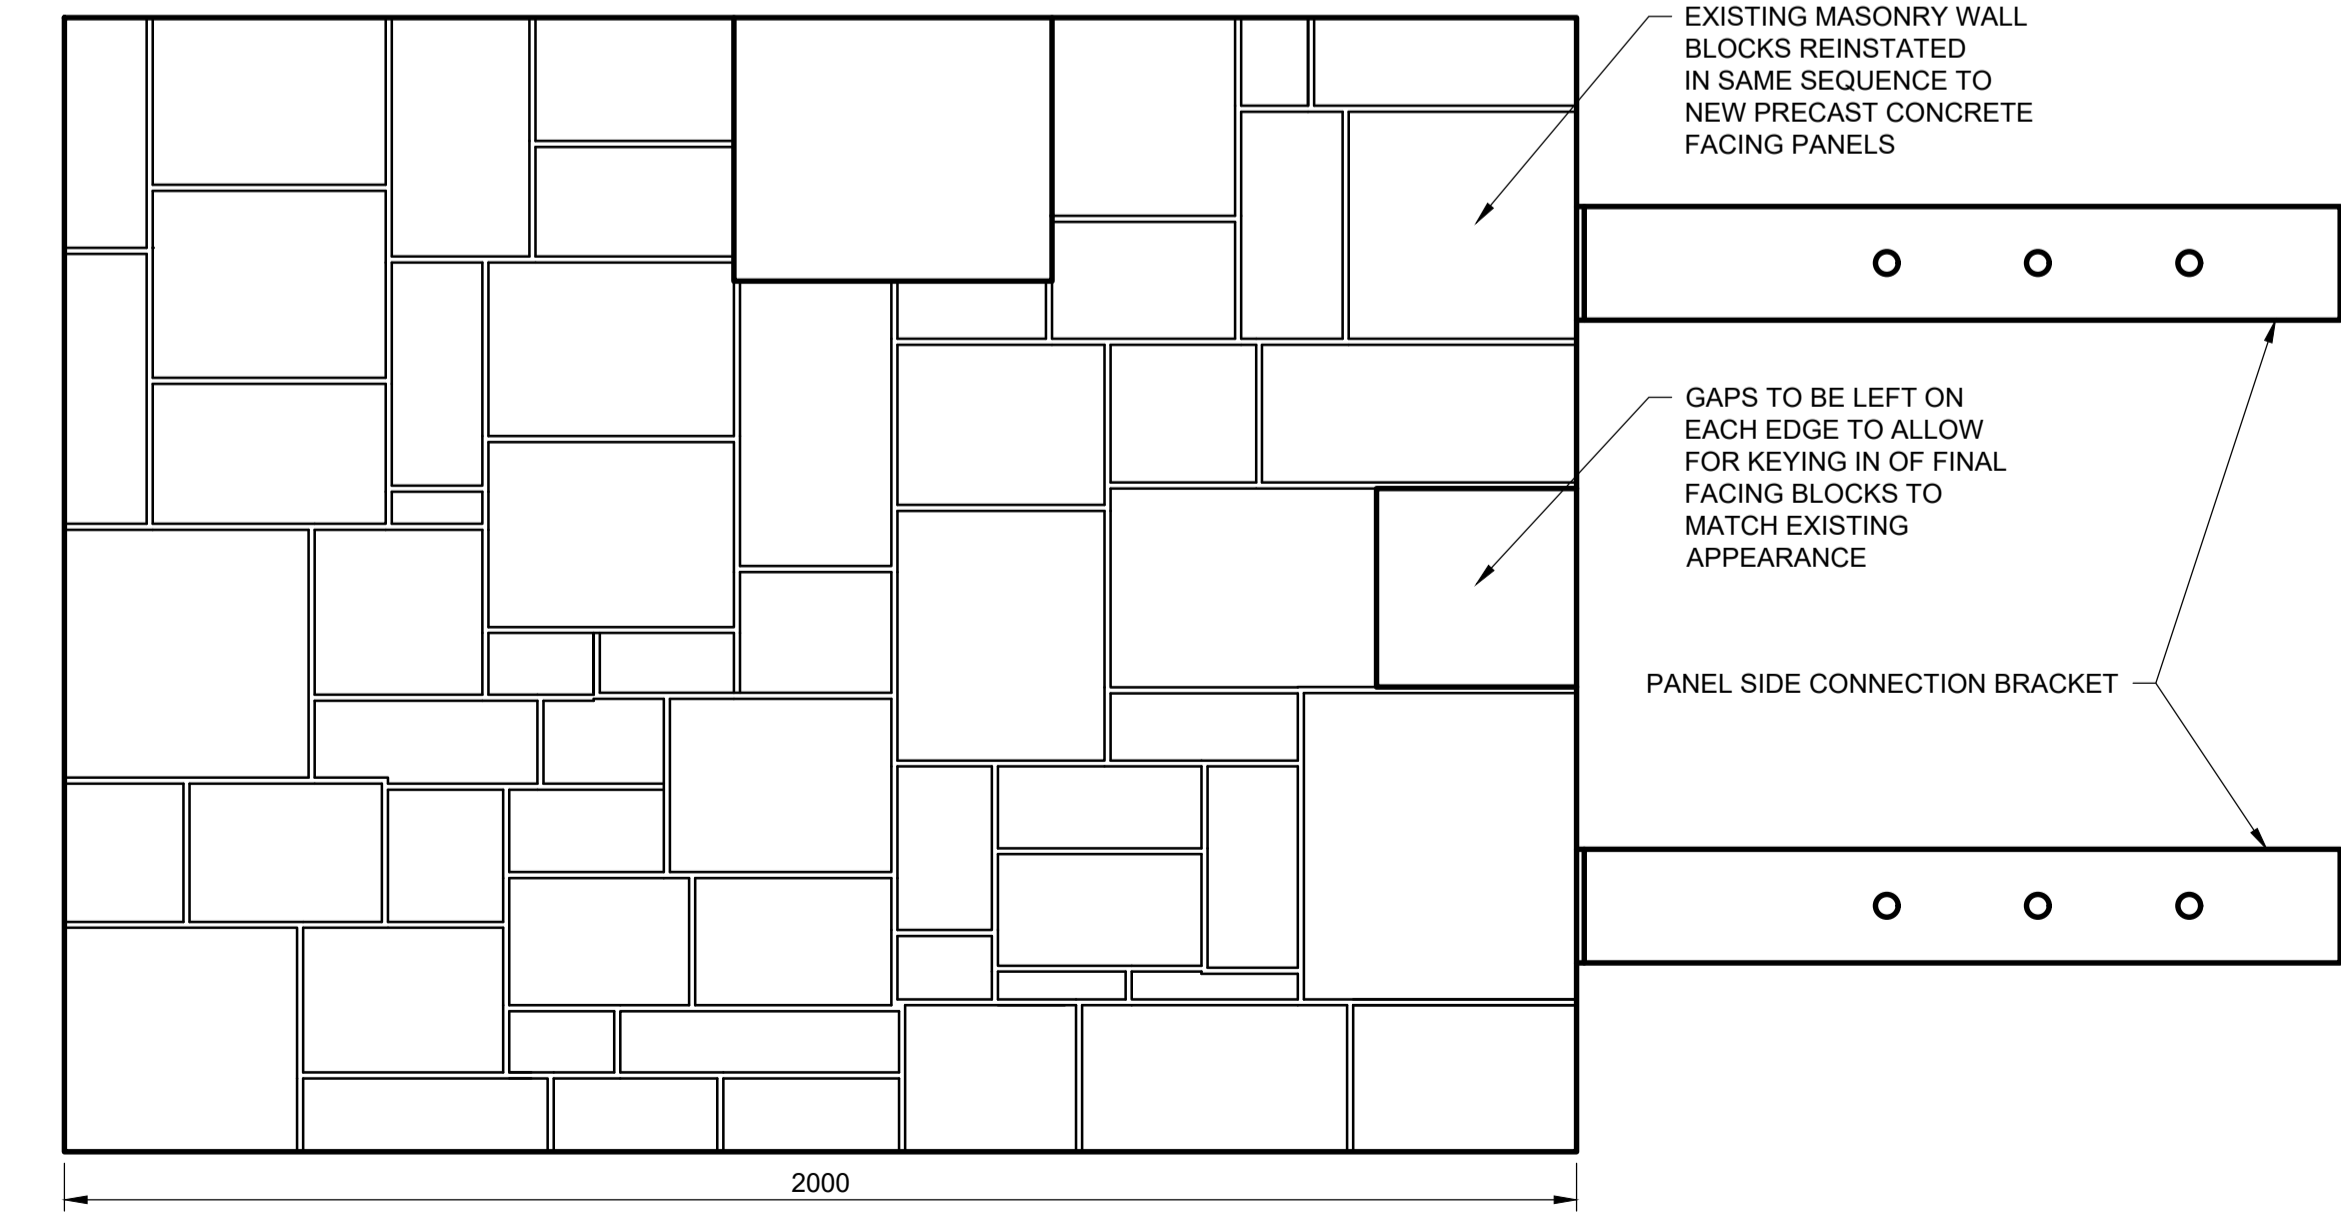 EXISTING MASONRY WALL
BLOCKS REINSTATED
IN SAME SEQUENCE TO
NEW PRECAST CONCRETE
FACING PANELS
GAPS TO BE LEFT ON
EACH EDGE TO ALLOW
FOR KEYING IN OF FINAL
FACING BLOCKS TO
MATCH EXISTING
APPEARANCE
PANEL SIDE CONNECTION BRACKET
2000